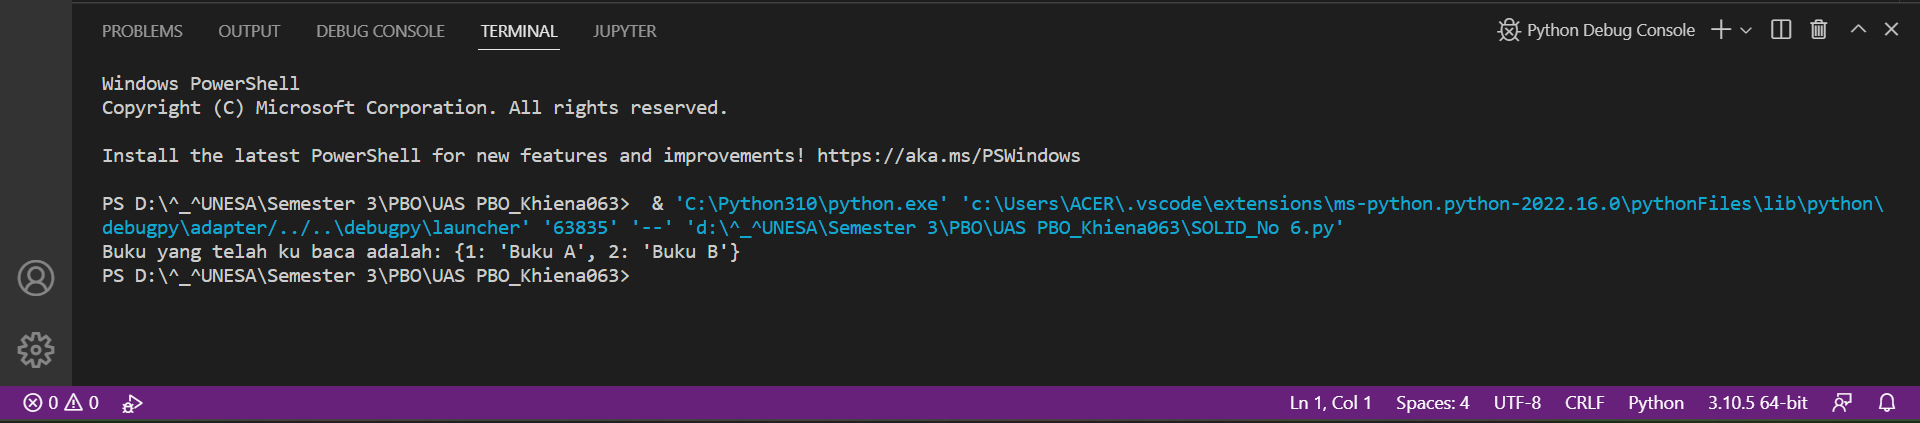 PROBLEMS OUTPUT DEBUG CONSOLE TERMINAL JUPYTER Python Debug Console
Windows PowerShell
Copyright (C) Microsoft Corporation. All rights reserved.
Install the latest PowerShell for new features and improvements! https://aka.ms/PSWindows
PS D:\^_^UNESA\Semester 3\PBO\UAS PBO_Khiena063>  & 'C:\Python310\python.exe' 'c:\Users\ACER\.vscode\extensions\ms-python.python-2022.16.0\pythonFiles\lib\python\
debugpy\adapter/../..\debugpy\launcher' '63835' '--' 'd:\^_^UNESA\Semester 3\PBO\UAS PBO_Khiena063\SOLID_No 6.py'
Buku yang telah ku baca adalah: {1: 'Buku A', 2: 'Buku B'}
PS D:\^_^UNESA\Semester 3\PBO\UAS PBO_Khiena063>
0 0 Ln 1, Col 1 Spaces: 4 UTF-8 CRLF Python 3.10.5 64-bit